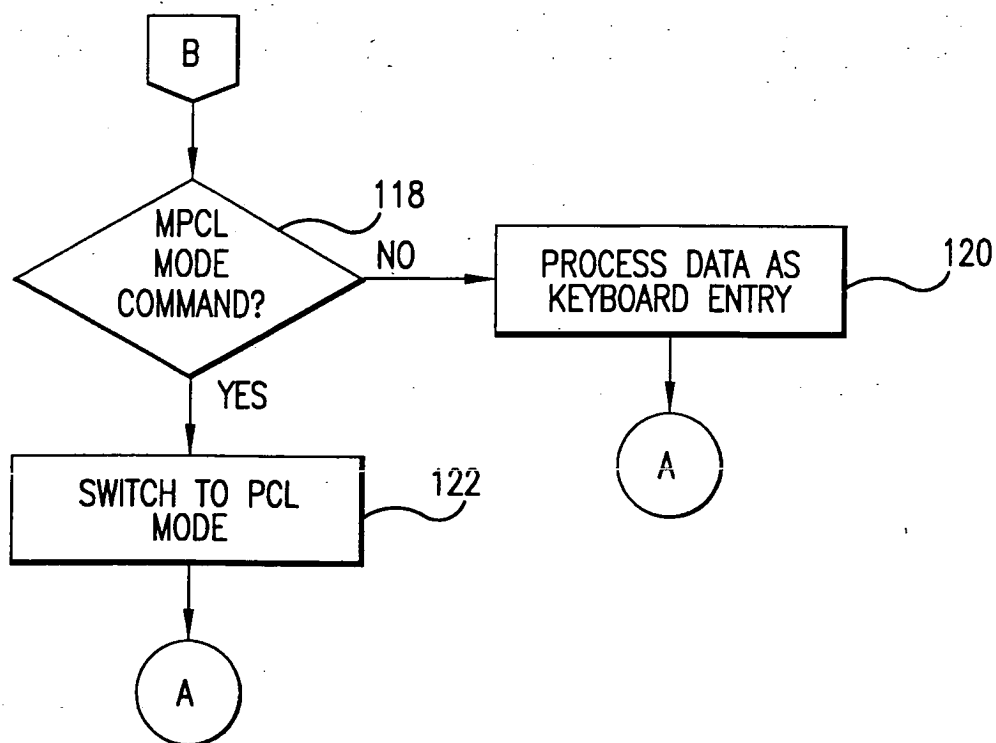 B
118
MPCL
MODE
COMMAND?
NO
PROCESS DATA AS
KEYBOARD ENTRY
120
YES
A
SWITCH TO PCL
MODE
122
A